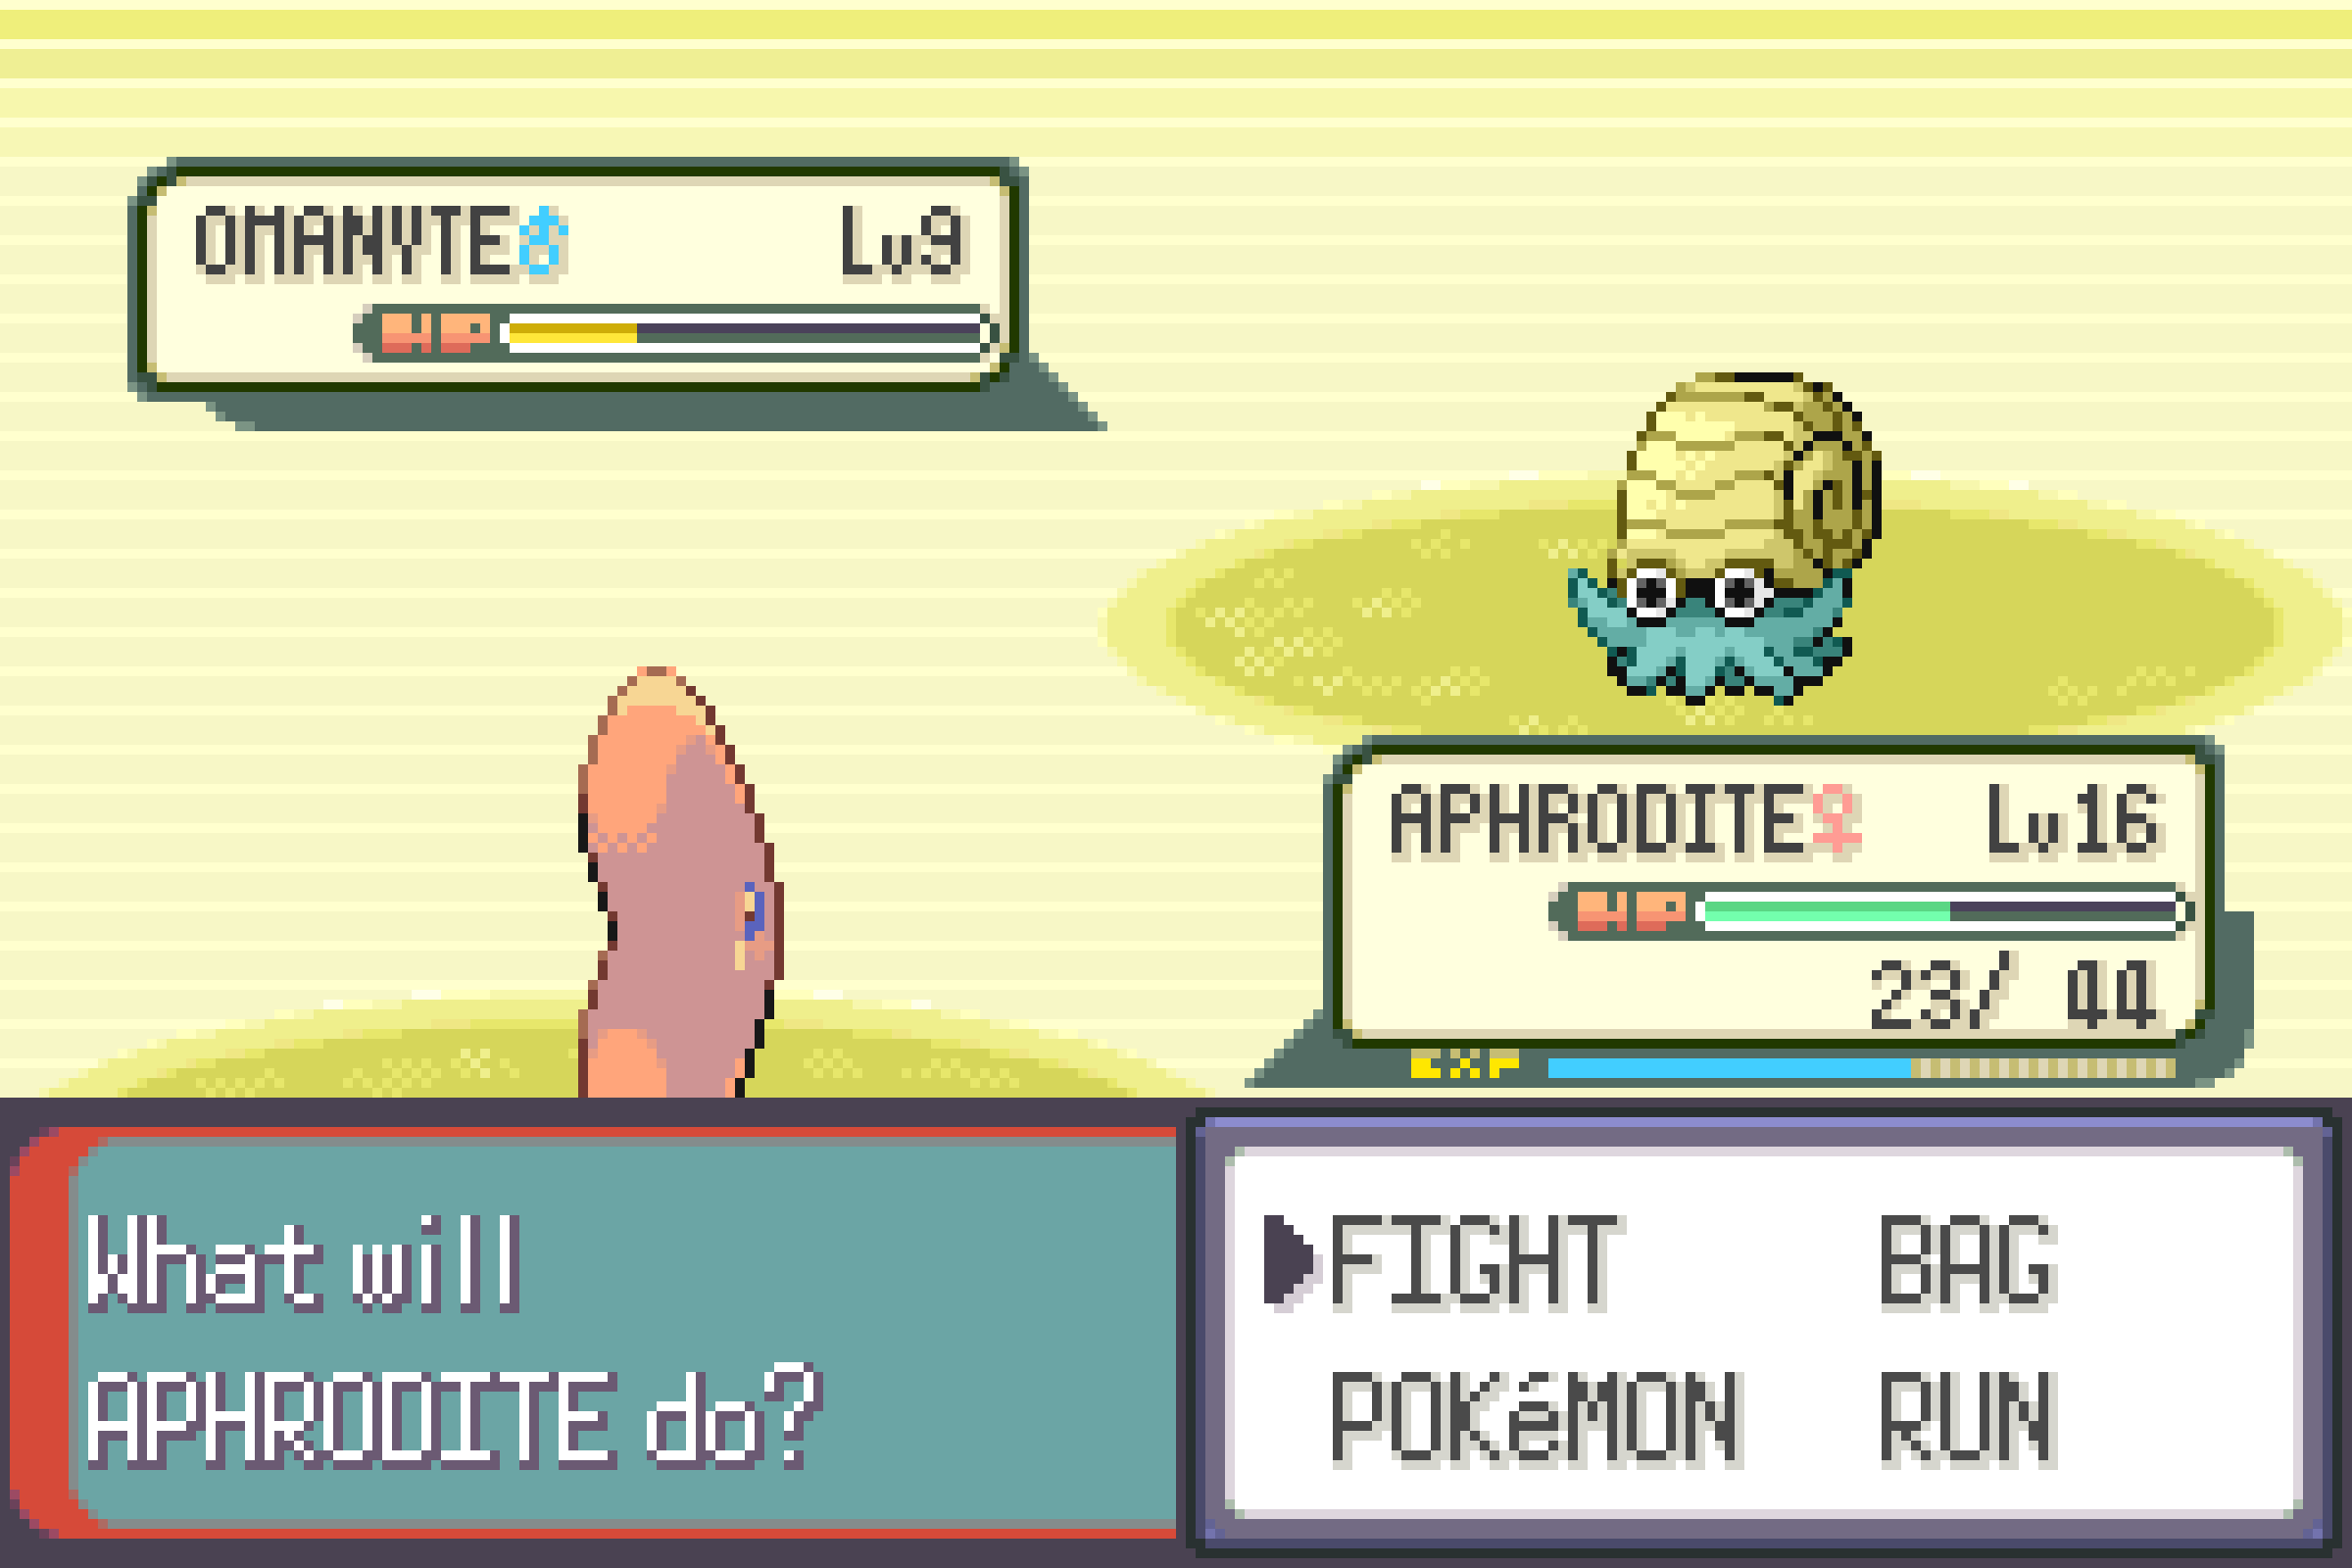 OMANYTE♂ Lv9
HP
APHRODITE♀ Lv16
HP
23/ 44
EXP
What will
APHRODITE do?
FIGHT BAG
POKéMON RUN